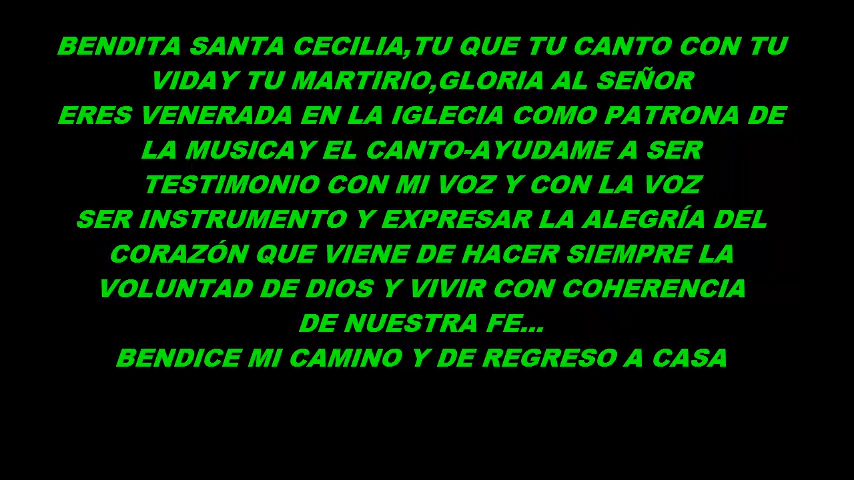 BENDITA SANTA CECILIA,TU QUE TU CANTO CON TU
VIDAY TU MARTIRIO,GLORIA AL SEÑOR
ERES VENERADA EN LA IGLECIA COMO PATRONA DE
LA MUSICAY EL CANTO-AYUDAME A SER
TESTIMONIO CON MI VOZ Y CON LA VOZ
SER INSTRUMENTO Y EXPRESAR LA ALEGRÍA DEL
CORAZÓN QUE VIENE DE HACER SIEMPRE LA
VOLUNTAD DE DIOS Y VIVIR CON COHERENCIA
DE NUESTRA FE...
BENDICE MI CAMINO Y DE REGRESO A CASA